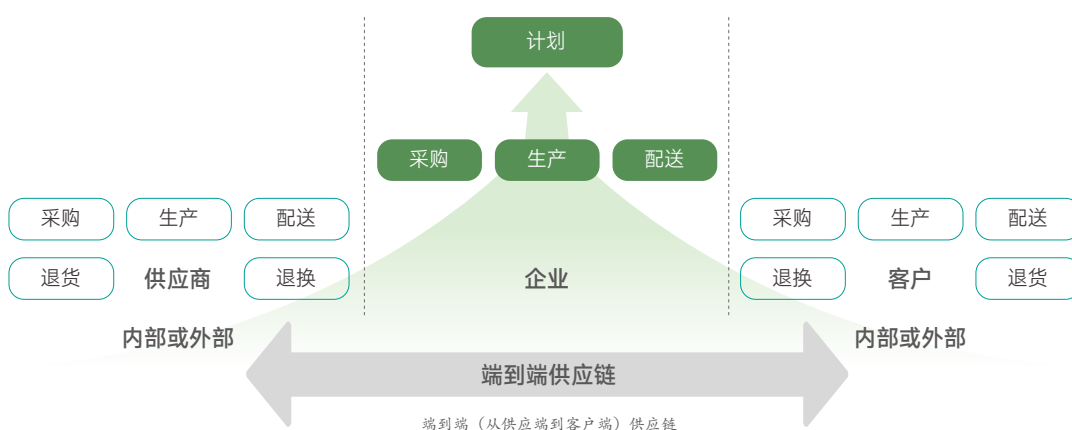 计划
采购 生产 配送
采购 生产 配送
退货 供应商 退换
内部或外部
企业
采购 生产 配送
退换 客户 退货
内部或外部
端到端供应链
端到端（从供应端到客户端）供应链